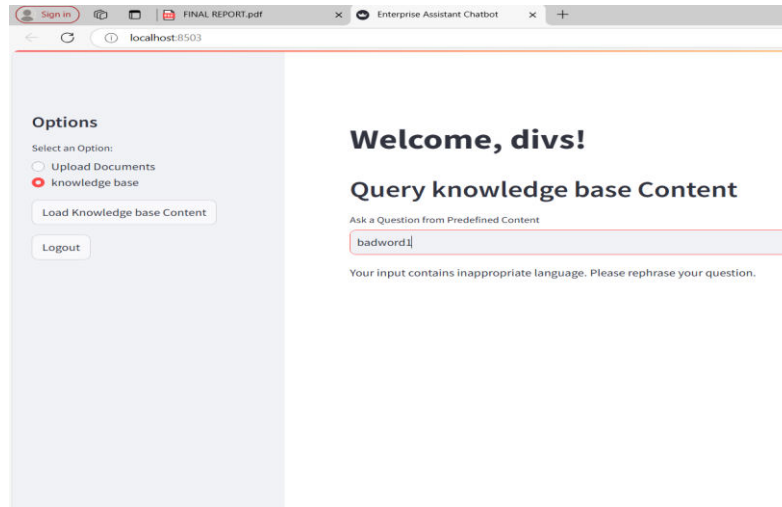 Sign in
FINAL REPORT.pdf
Enterprise Assistant Chatbot
localhost:8503
Options
Select an Option:
Upload Documents
knowledge base
Load Knowledge base Content
Logout
Welcome, divs!
Query knowledge base Content
Ask a Question from Predefined Content
badword1
Your input contains inappropriate language. Please rephrase your question.